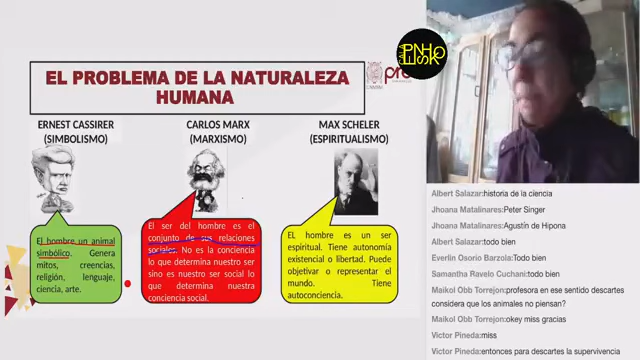 EL PROBLEMA DE LA NATURALEZA
HUMANA
ERNEST CASSIRER
(SIMBOLISMO)
CARLOS MARX
(MARXISMO)
MAX SCHELER
(ESPIRITUALISMO)
El hombre un animal
simbólico. Genera
mitos, creencias,
religión, lenguaje,
ciencia, arte.
El ser del hombre es el
conjunto de sus relaciones
sociales. No es la conciencia
lo que determina nuestro ser
sino es nuestro ser social lo
que determina nuestra
conciencia social.
EL hombre es un ser
espiritual. Tiene autonomía
existencial o libertad. Puede
objetivar o representar el
mundo. Tiene
autoconciencia.
Albert Salazar:historia de la ciencia
Jhoana Matalinares:Peter Singer
Jhoana Matalinares:Agustín de Hipona
Albert Salazar:todo bien
Everlin Osorio Barzola:Todo bien
Samantha Ravelo Cuchani:todo bien
Maikol Obb Torrejon:profesora en ese sentido descartes
considera que los animales no piensan?
Maikol Obb Torrejon:okey miss gracias
Victor Pineda:miss
Victor Pineda:entonces para descartes la supervivencia